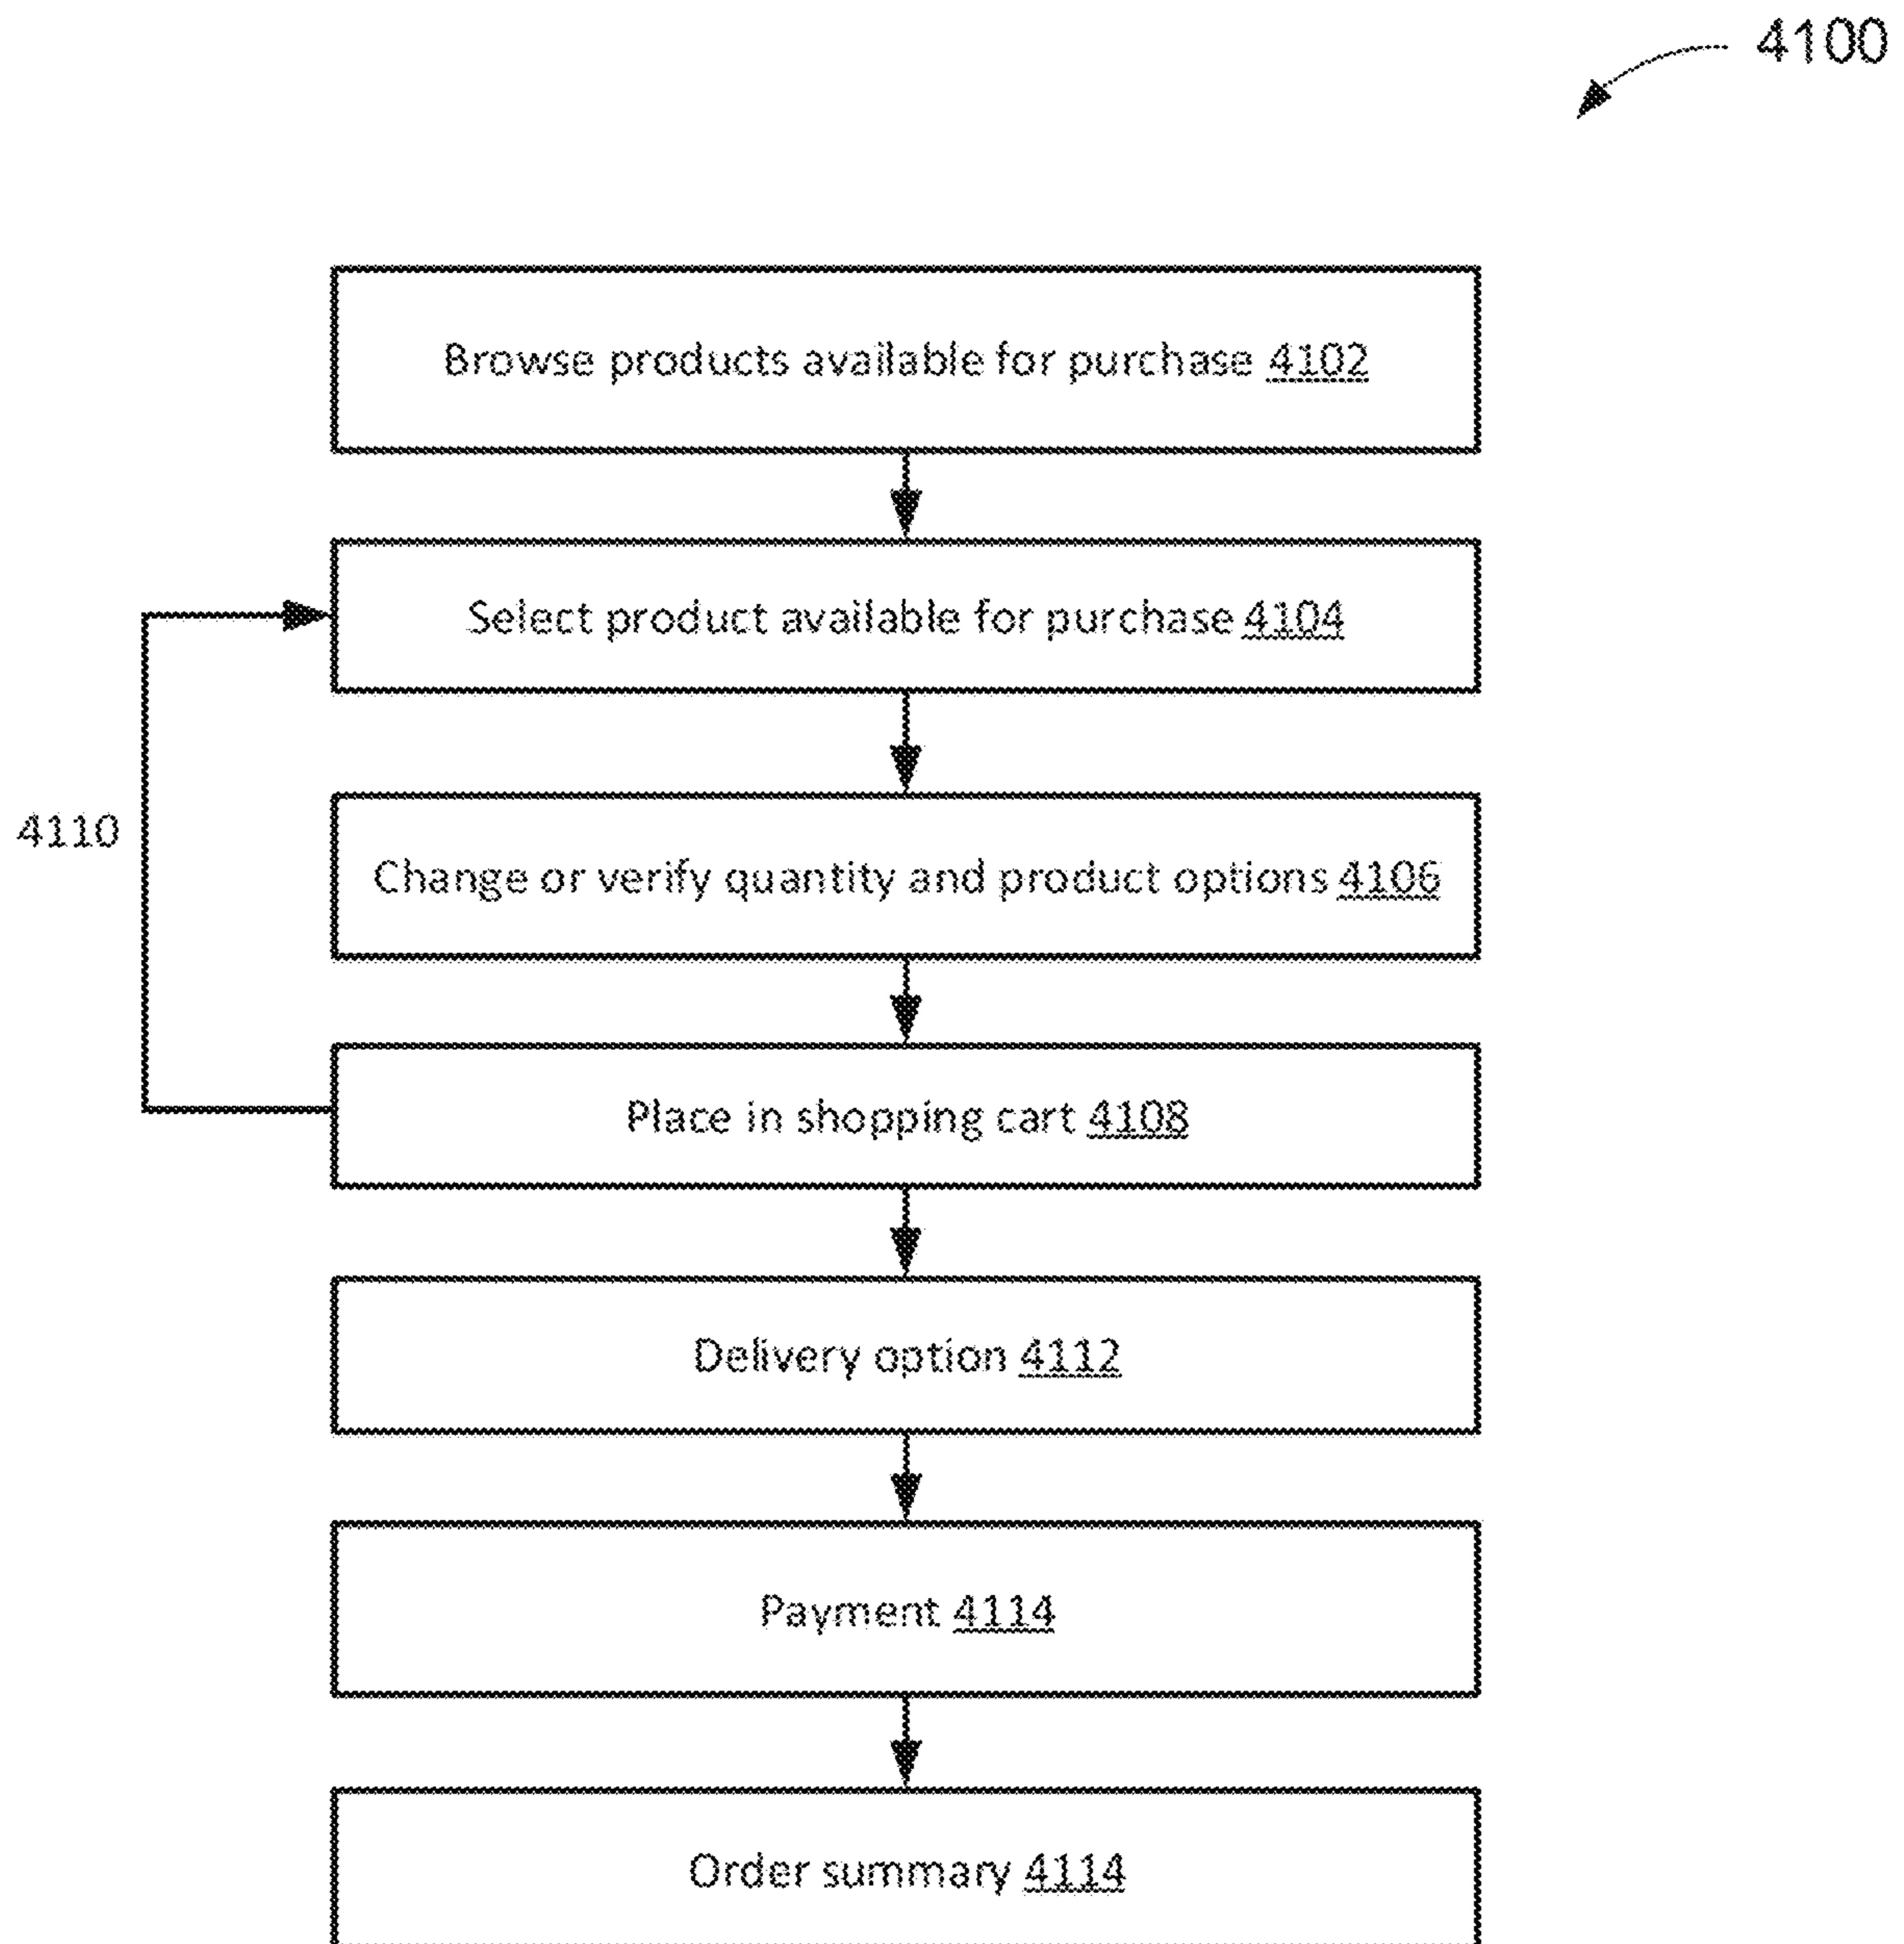 4100
Browse products available for purchase 4102
Select product available for purchase 4104
4110
Change or verify quantity and product options 4106
Place in shopping cart 4108
Delivery option 4112
Payment 4114
Order summary 4114